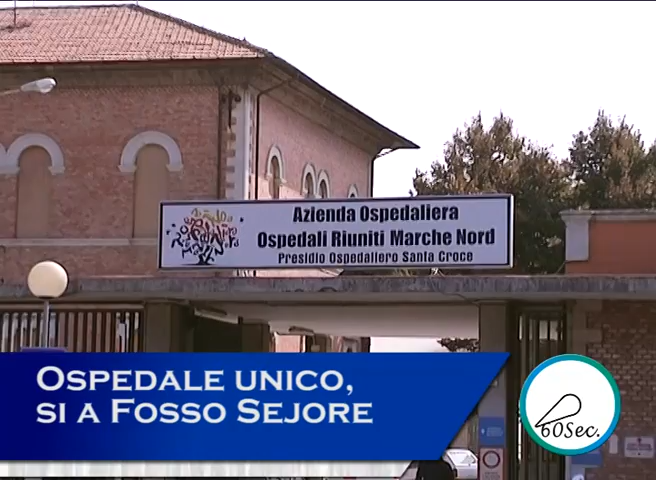 Azienda Ospedaliera
Ospedali Riuniti Marche Nord
Presidio Ospedaliero Santa Croce
OSPEDALE UNICO,
SI A FOSSO SEJORE
60Sec.